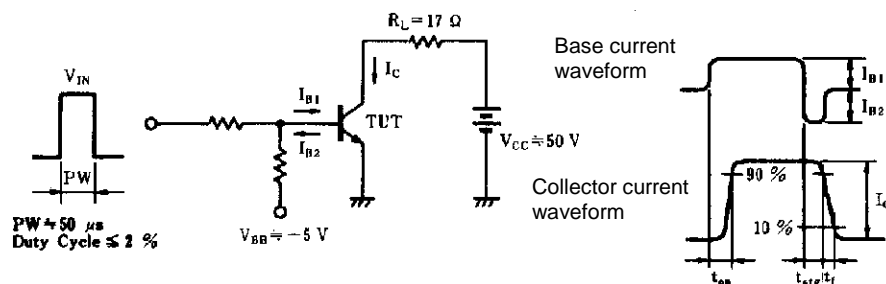 R_L = 17 Ω
V_IN
I_C
I_B1
TUT
I_B2
PW
V_CC ≒ 50 V
PW ≒ 50 μs
Duty Cycle ≦ 2 %
V_BB ≒ −5 V
Base current
waveform
I_B1
I_B2
90 %
Collector current
waveform
10 %
t_on
t_stg
t_f